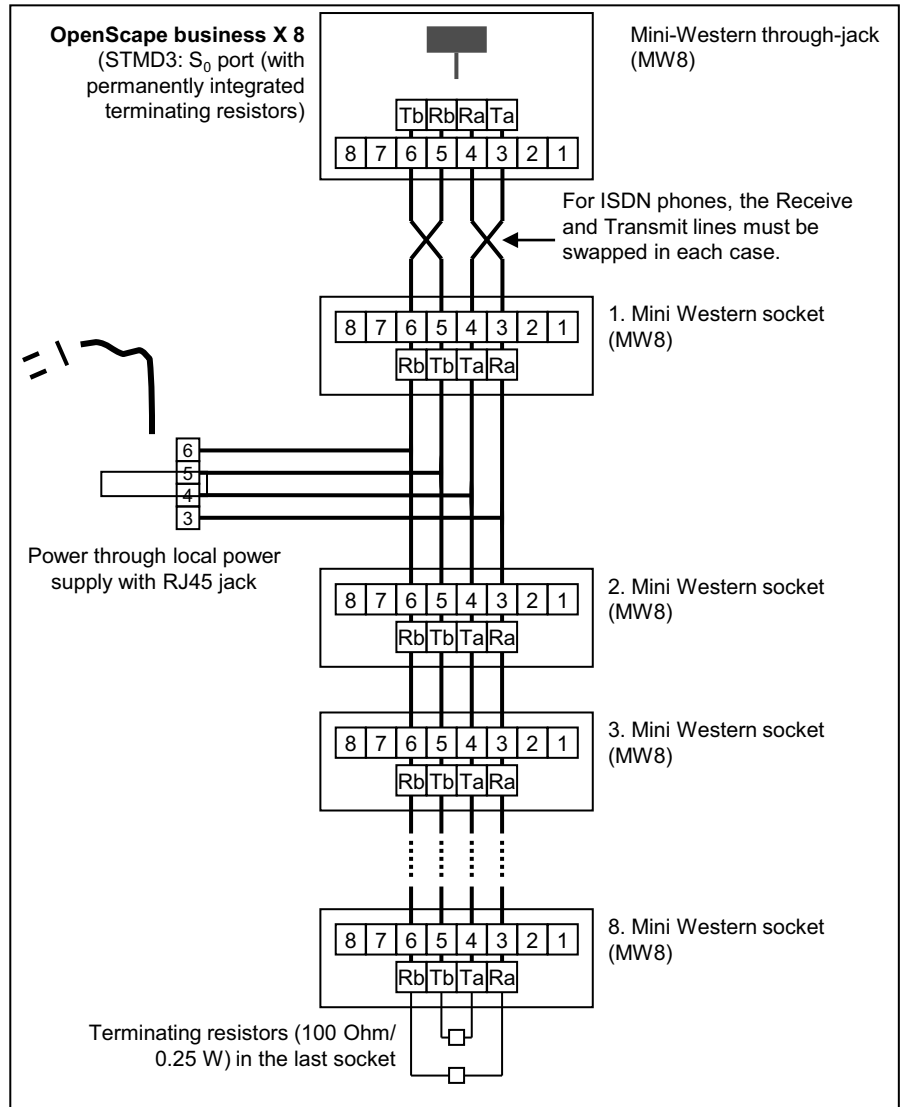 OpenScape business X 8
(STMD3: S0 port (with
permanently integrated
terminating resistors)
Mini-Western through-jack
(MW8)
Tb Rb Ra Ta
8 7 6 5 4 3 2 1
For ISDN phones, the Receive
and Transmit lines must be
swapped in each case.
1. Mini Western socket
(MW8)
8 7 6 5 4 3 2 1
Rb Tb Ta Ra
6
5
4
3
Power through local power
supply with RJ45 jack
2. Mini Western socket
(MW8)
8 7 6 5 4 3 2 1
Rb Tb Ta Ra
3. Mini Western socket
(MW8)
8 7 6 5 4 3 2 1
Rb Tb Ta Ra
8. Mini Western socket
(MW8)
8 7 6 5 4 3 2 1
Rb Tb Ta Ra
Terminating resistors (100 Ohm/
0.25 W) in the last socket